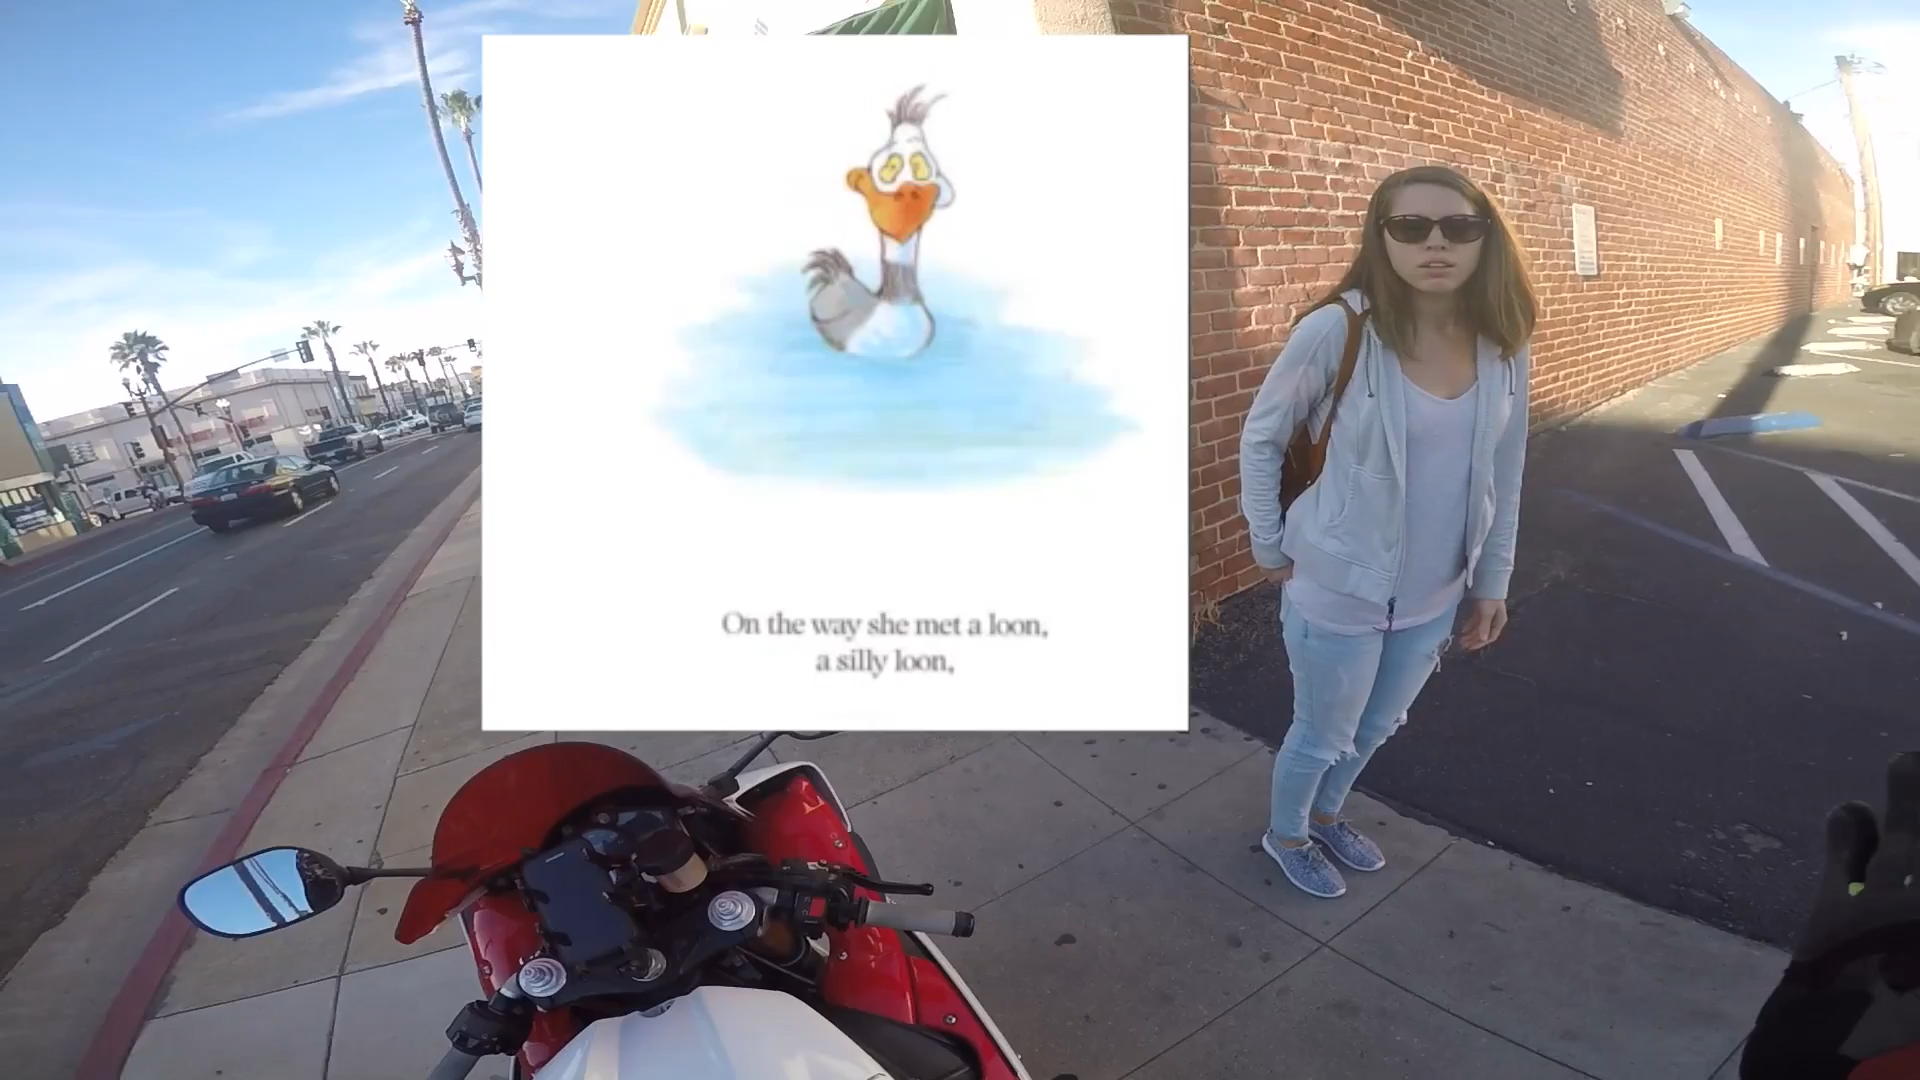 On the way she met a loon,
a silly loon,